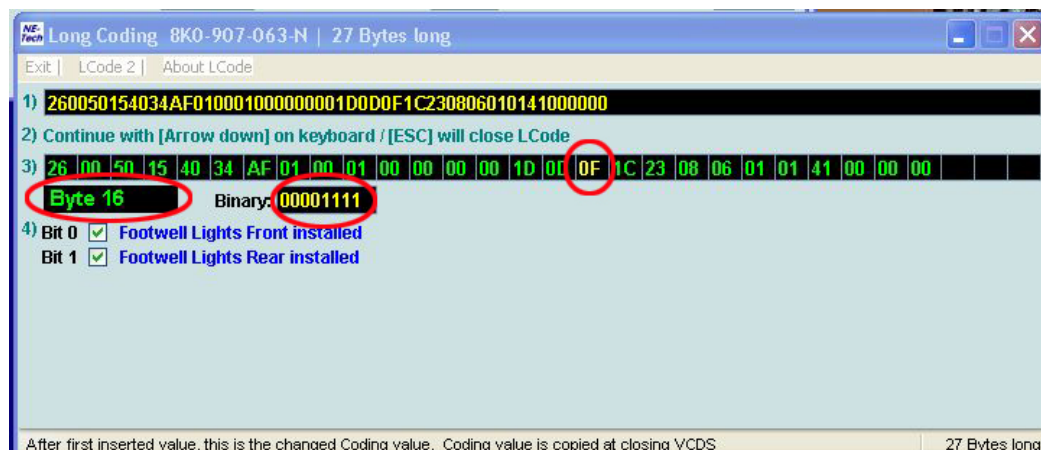 NE-Tech Long Coding 8K0-907-063-N | 27 Bytes long
Exit | LCode 2 | About LCode
1) 260050154034AF010001000000001D0D0F1C230806010141000000
2) Continue with [Arrow down] on keyboard / [ESC] will close LCode
3) 26 00 50 15 40 34 AF 01 00 01 00 00 00 00 1D 0D 0F 1C 23 08 06 01 01 41 00 00 00
Byte 16 Binary: 00001111
4) Bit 0 Footwell Lights Front installed
Bit 1 Footwell Lights Rear installed
After first inserted value, this is the changed Coding value. Coding value is copied at closing VCDS 27 Bytes long